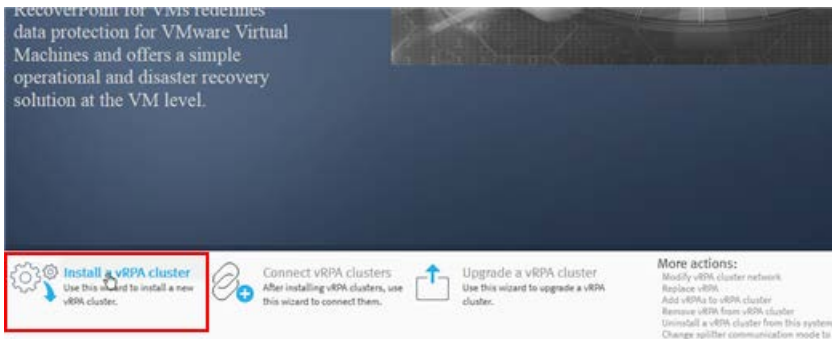 RecoverPoint for VMs redefines
data protection for VMware Virtual
Machines and offers a simple
operational and disaster recovery
solution at the VM level.
Install a vRPA cluster
Use this wizard to install a new
vRPA cluster.
Connect vRPA clusters
After installing vRPA clusters, use
this wizard to connect them.
Upgrade a vRPA cluster
Use this wizard to upgrade a vRPA
cluster.
More actions:
Modify vRPA cluster network
Replace vRPA
Add vRPAs to vRPA cluster
Remove vRPA from vRPA cluster
Uninstall a vRPA cluster from this system
Change splitter communication mode to